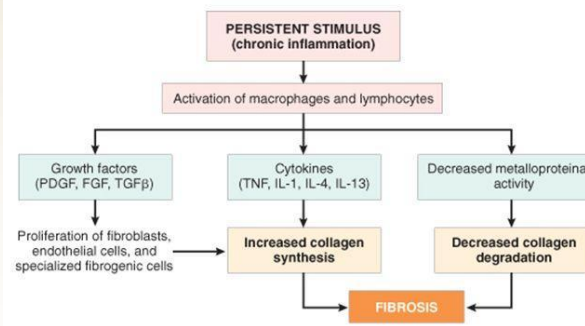 PERSISTENT STIMULUS
(chronic inflammation)
Activation of macrophages and lymphocytes
Growth factors
(PDGF, FGF, TGFβ)
Cytokines
(TNF, IL-1, IL-4, IL-13)
Decreased metalloproteina
activity
Proliferation of fibroblasts,
endothelial cells, and
specialized fibrogenic cells
Increased collagen
synthesis
Decreased collagen
degradation
FIBROSIS